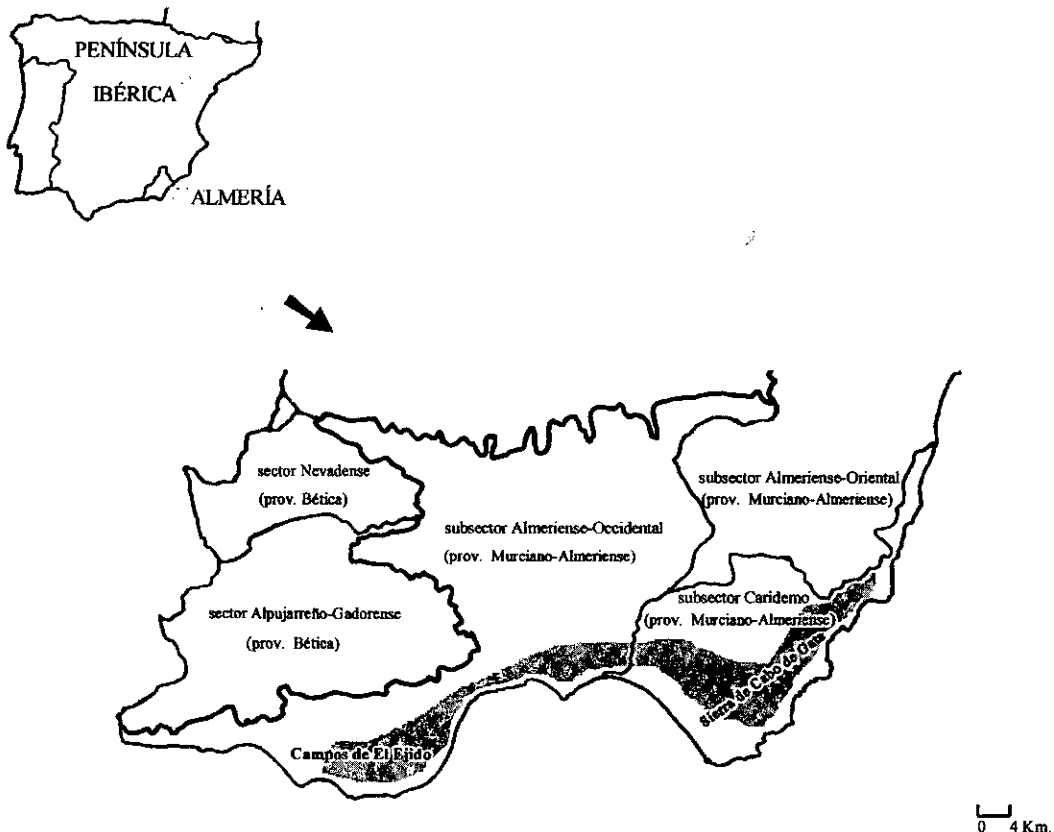 PENÍNSULA
IBÉRICA
ALMERÍA
sector Nevadense
(prov. Bética)
subsector Almeriense-Oriental
(prov. Murciano-Almeriense)
subsector Almeriense-Occidental
(prov. Murciano-Almeriense)
subsector Caridemo
(prov. Murciano-Almeriense)
sector Alpujarreño-Gadorense
(prov. Bética)
Sierra de Cabo de Gata
Campos de El Ejido
0 4 Km.